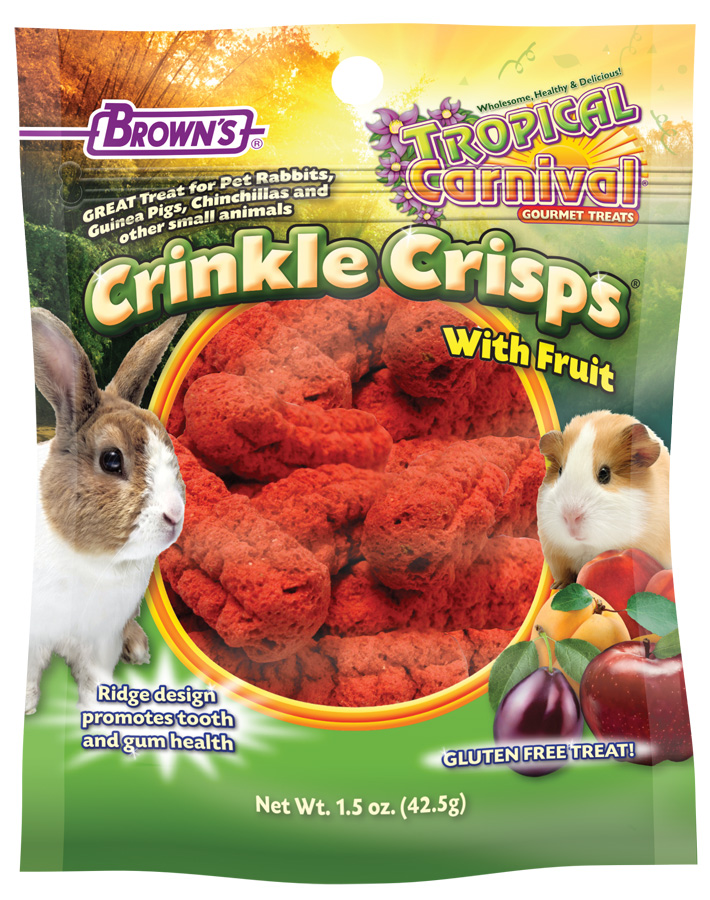 BROWN'S®
Wholesome, Healthy & Delicious!
TROPICAL
Carnival®
GOURMET TREATS
GREAT Treat for Pet Rabbits,
Guinea Pigs, Chinchillas and
other small animals
Crinkle Crisps®
With Fruit
Ridge design
promotes tooth
and gum health
GLUTEN FREE TREAT!
Net Wt. 1.5 oz. (42.5g)